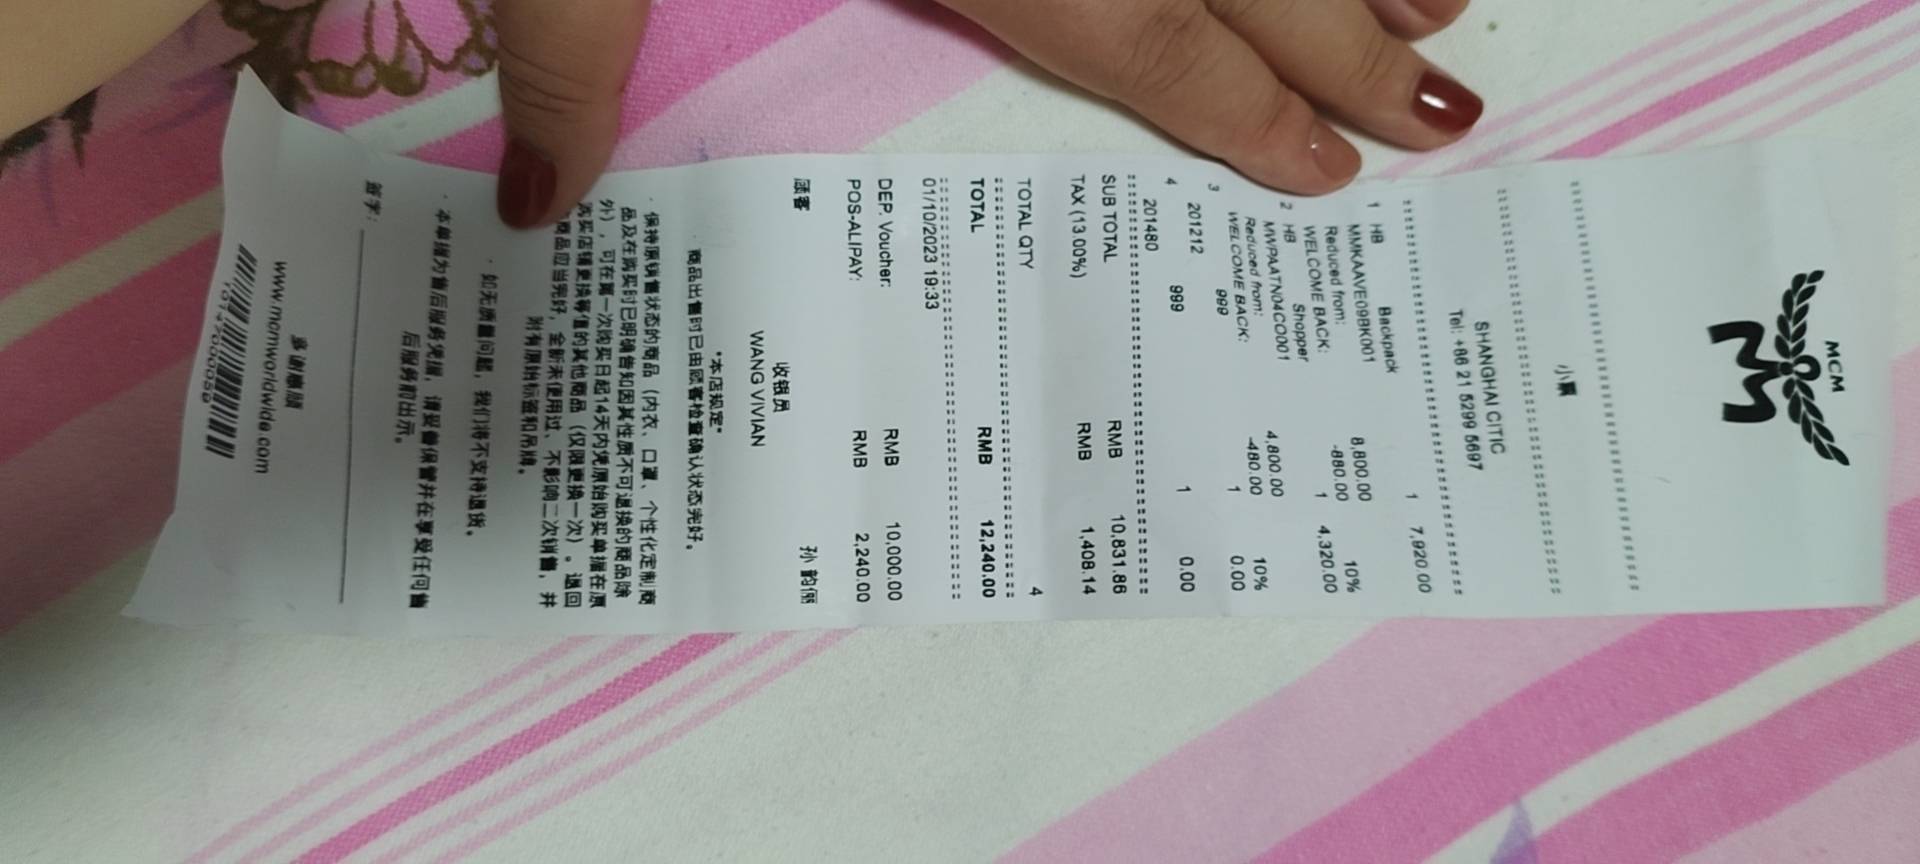 MCM
小票
SHANGHAI CITIC
Tel: +86 21 5299 5697
1 HB Backpack 1 7,920.00
MMKAAVE09BK001 8,800.00
Reduced from: -880.00 10%
WELCOME BACK:
2 HB Shopper 1 4,320.00
MWPAATN04CO001 4,800.00
Reduced from: -480.00 10%
WELCOME BACK:
3 999 1 0.00
201212
4 999 1 0.00
201480
SUB TOTAL RMB 10,831.86
TAX (13.00%) RMB 1,408.14
TOTAL QTY 4
TOTAL RMB 12,240.00
01/10/2023 19:33
DEP. Voucher: RMB 10,000.00
POS-ALIPAY: RMB 2,240.00
顾客 孙 韵俪
收银员
WANG VIVIAN
*本店规定*
· 商品出售时已由顾客检查确认状态完好。
· 保持原销售状态的商品（内衣、口罩、个性化定制商
品及在购买时已明确告知因其性质不可退换的商品除
外），可在第一次购买日起14天内凭原始购买单据在原
购买店铺更换等值的其他商品（仅限更换一次）。退回
商品应当完好，全新未使用过、不影响二次销售，并
附有原始标签和吊牌。
· 如无质量问题，我们将不支持退货。
· 本单据为售后服务凭据，请妥善保管并在享受任何售
后服务前出示。
签字：
多谢惠顾
www.mcmworldwide.com